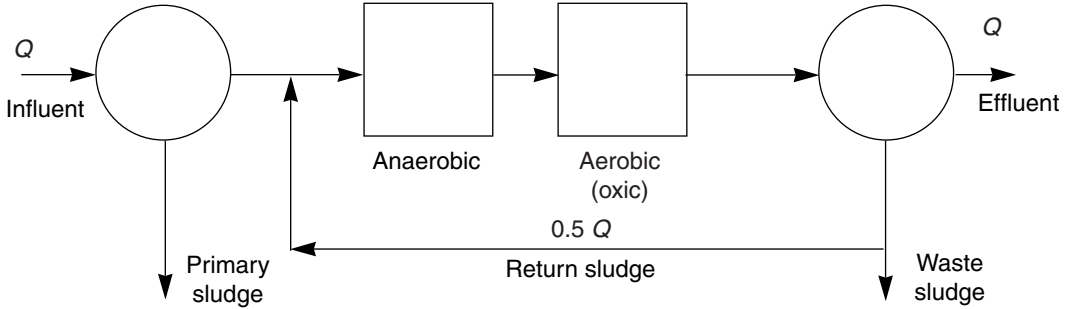 Q
Influent
Q
Effluent
Anaerobic
Aerobic
(oxic)
0.5 Q
Return sludge
Primary
sludge
Waste
sludge